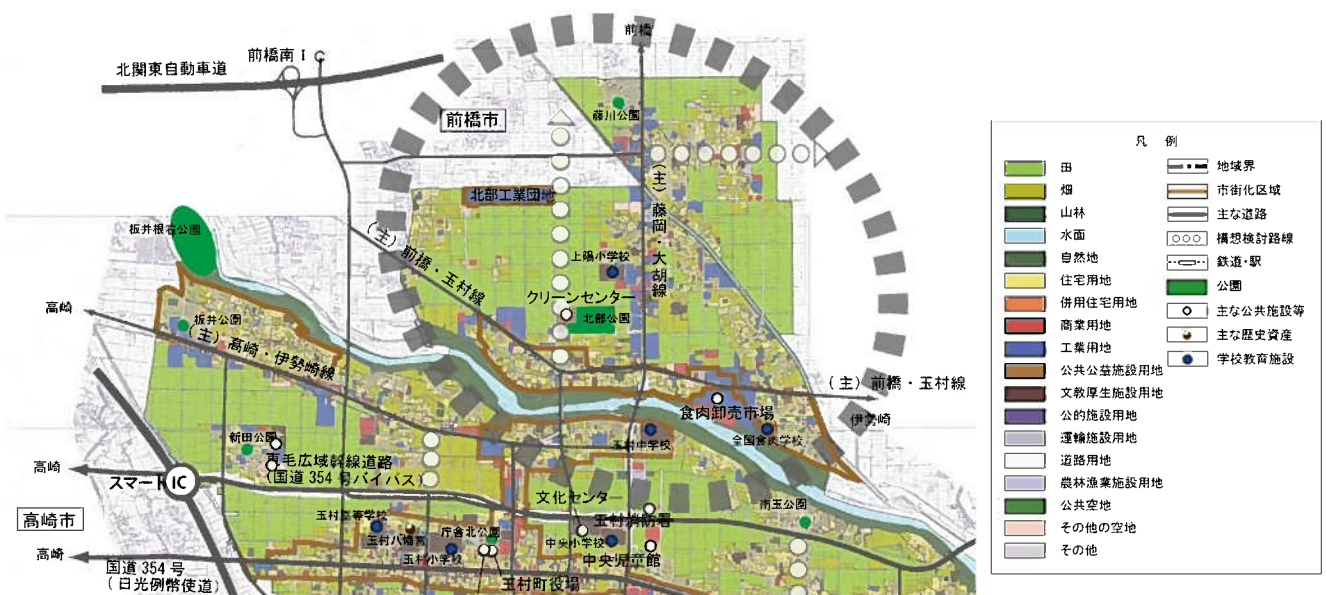 前橋
前橋南ＩＣ
北関東自動車道
藤川公園
前橋市
北部工業団地
(主)藤岡・大胡線
板井根石公園
(主)前橋・玉村線
上陽小学校
クリーンセンター
北部公園
高崎
板井公園
(主)高崎・伊勢崎線
(主)前橋・玉村線
食肉卸売市場
伊勢崎
玉村中学校
全国食肉学校
新田公園
東毛広域幹線道路
(国道354号バイパス)
高崎
スマートIC
文化センター
南玉公園
高崎市
玉村高等学校
玉村八幡宮
庁舎北公園
玉村消防署
中央小学校
玉村小学校
中央児童館
高崎
国道354号
(日光例幣使道)
玉村町役場
凡 例
田
畑
山林
水面
自然地
住宅用地
併用住宅用地
商業用地
工業用地
公共公益施設用地
文教厚生施設用地
公的施設用地
運輸施設用地
道路用地
農林漁業施設用地
公共空地
その他の空地
その他
地域界
市街化区域
主な道路
構想検討路線
鉄道・駅
公園
主な公共施設等
主な歴史資産
学校教育施設